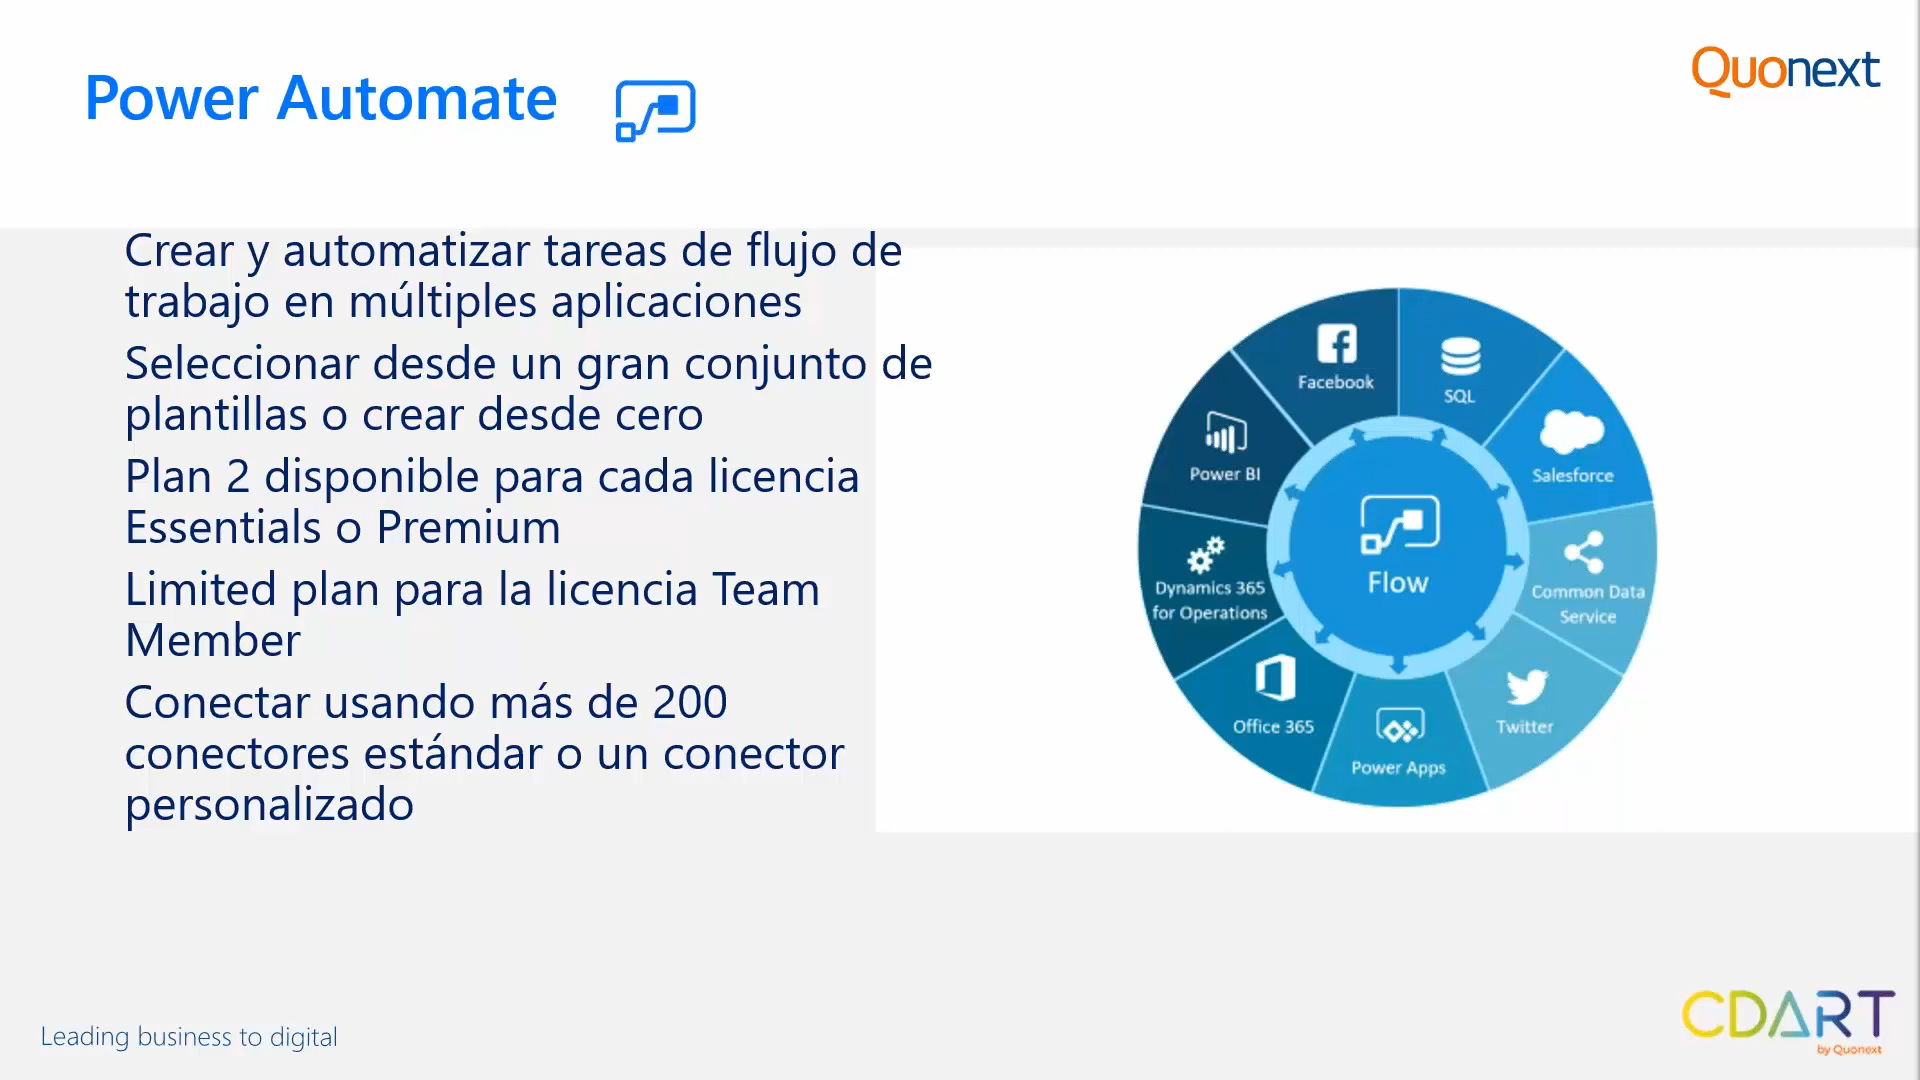 Power Automate
Quonext
Crear y automatizar tareas de flujo de
trabajo en múltiples aplicaciones
Seleccionar desde un gran conjunto de
plantillas o crear desde cero
Plan 2 disponible para cada licencia
Essentials o Premium
Limited plan para la licencia Team
Member
Conectar usando más de 200
conectores estándar o un conector
personalizado
Facebook
SQL
Salesforce
Common Data
Service
Twitter
Power Apps
Office 365
Dynamics 365
for Operations
Power BI
Flow
Leading business to digital
CDART
by Quonext